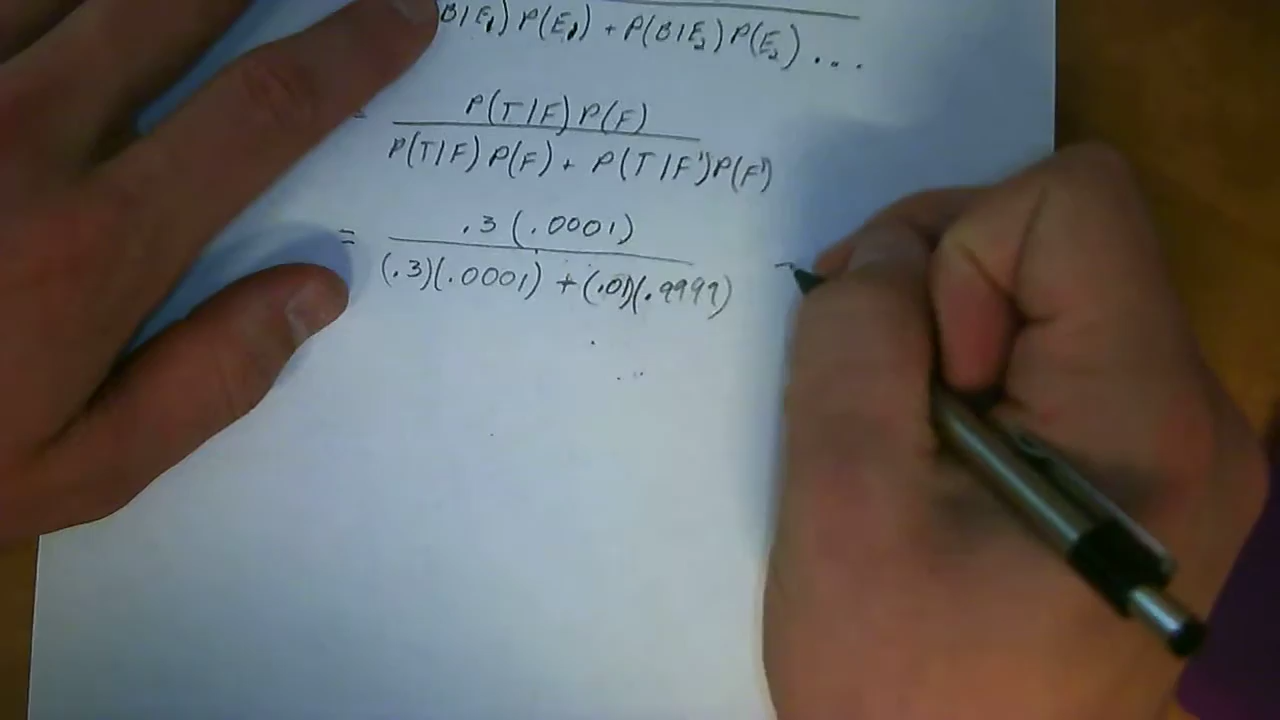 B/E₁) P(E₁) + P(B/E₂) P(E₂) ...
= P(T/F) P(F)
P(T/F) P(F) + P(T/F') P(F')
= .3 (.0001)
(.3)(.0001) + (.01)(.9999)